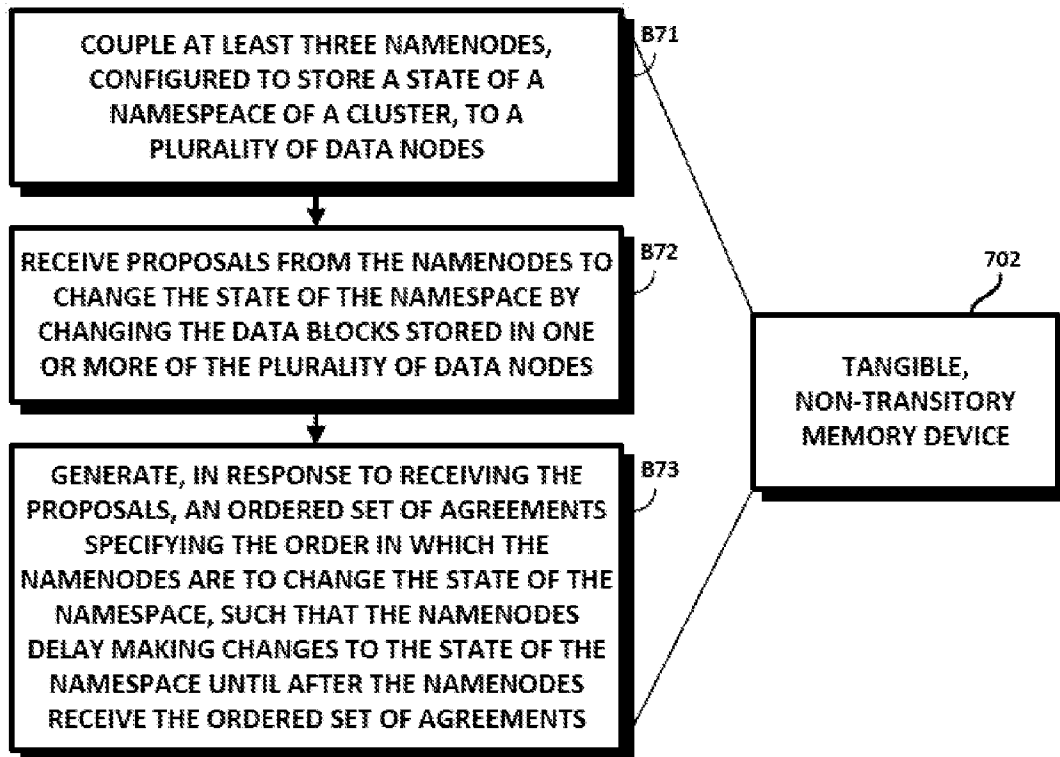 COUPLE AT LEAST THREE NAMENODES,
CONFIGURED TO STORE A STATE OF A
NAMESPEACE OF A CLUSTER, TO A
PLURALITY OF DATA NODES
B71
RECEIVE PROPOSALS FROM THE NAMENODES TO
CHANGE THE STATE OF THE NAMESPACE BY
CHANGING THE DATA BLOCKS STORED IN ONE
OR MORE OF THE PLURALITY OF DATA NODES
B72
GENERATE, IN RESPONSE TO RECEIVING THE
PROPOSALS, AN ORDERED SET OF AGREEMENTS
SPECIFYING THE ORDER IN WHICH THE
NAMENODES ARE TO CHANGE THE STATE OF THE
NAMESPACE, SUCH THAT THE NAMENODES
DELAY MAKING CHANGES TO THE STATE OF THE
NAMESPACE UNTIL AFTER THE NAMENODES
RECEIVE THE ORDERED SET OF AGREEMENTS
B73
702
TANGIBLE,
NON-TRANSITORY
MEMORY DEVICE